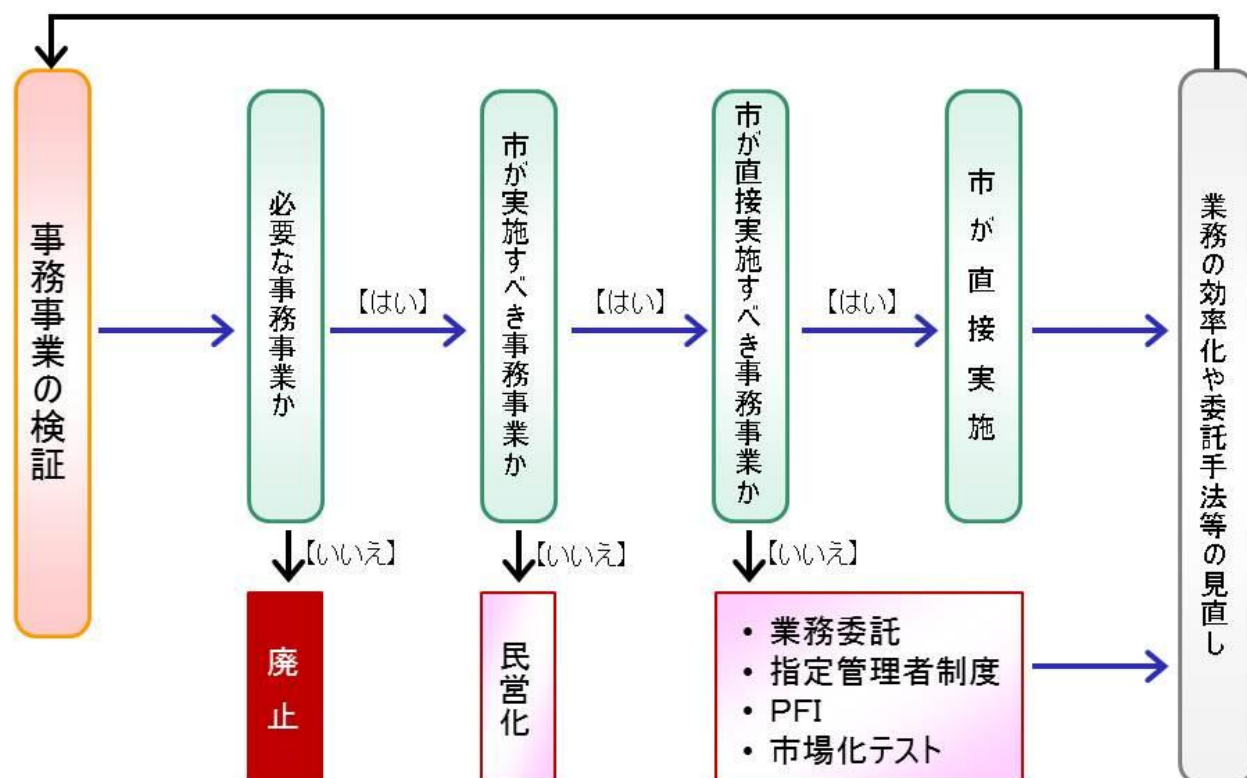 事務事業の検証
必要な事務事業か
【はい】
市が実施すべき事務事業か
【はい】
市が直接実施すべき事務事業か
【はい】
市が直接実施
業務の効率化や委託手法等の見直し
【いいえ】
廃止
【いいえ】
民営化
【いいえ】
・業務委託
・指定管理者制度
・PFI
・市場化テスト